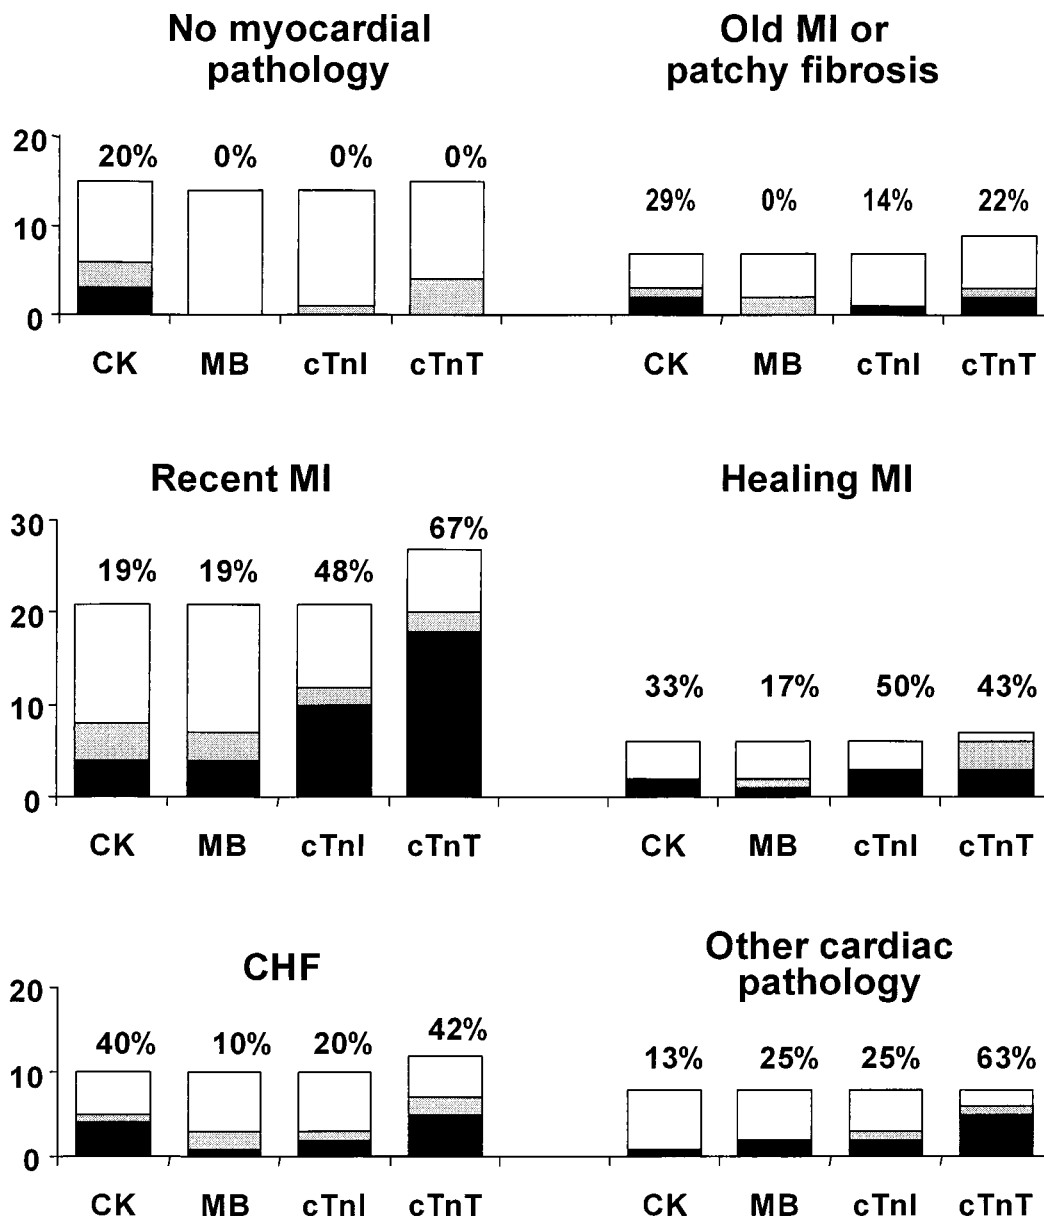 No myocardial
pathology
Old MI or
patchy fibrosis
20
10
0
20% 0% 0% 0%
29% 0% 14% 22%
CK MB cTnI cTnT
CK MB cTnI cTnT
Recent MI
Healing MI
30
20
10
0
19% 19% 48% 67%
33% 17% 50% 43%
CK MB cTnI cTnT
CK MB cTnI cTnT
CHF
Other cardiac
pathology
20
10
0
40% 10% 20% 42%
13% 25% 25% 63%
CK MB cTnI cTnT
CK MB cTnI cTnT